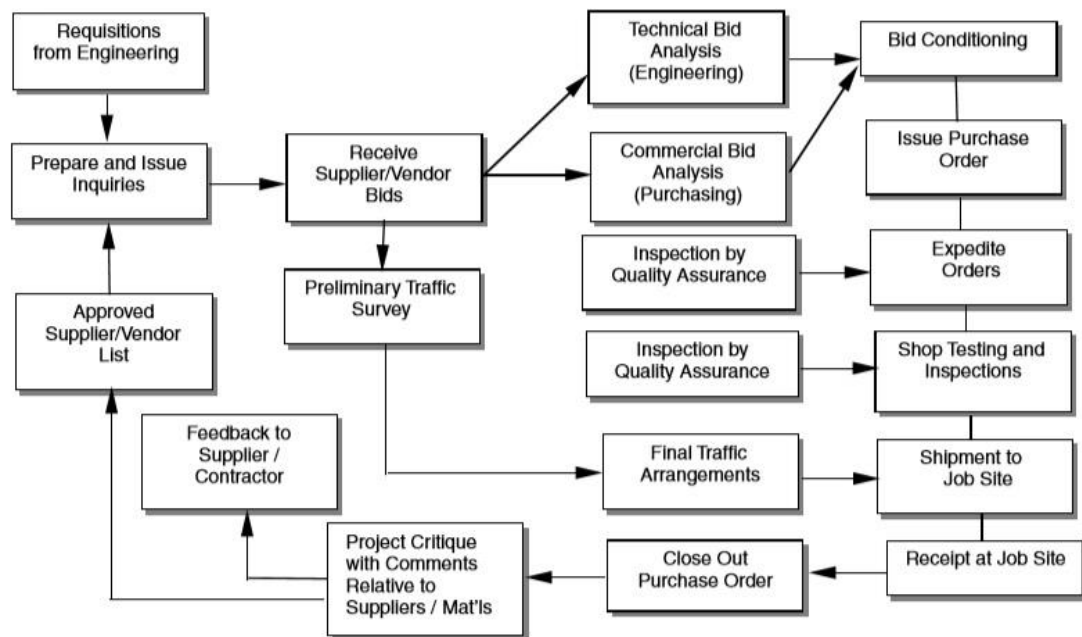 Requisitions
from Engineering
Technical Bid
Analysis
(Engineering)
Bid Conditioning
Prepare and Issue
Inquiries
Receive
Supplier/Vendor
Bids
Commercial Bid
Analysis
(Purchasing)
Issue Purchase
Order
Inspection by
Quality Assurance
Expedite
Orders
Preliminary Traffic
Survey
Approved
Supplier/Vendor
List
Inspection by
Quality Assurance
Shop Testing and
Inspections
Feedback to
Supplier /
Contractor
Final Traffic
Arrangements
Shipment to
Job Site
Project Critique
with Comments
Relative to
Suppliers / Mat'ls
Close Out
Purchase Order
Receipt at Job Site